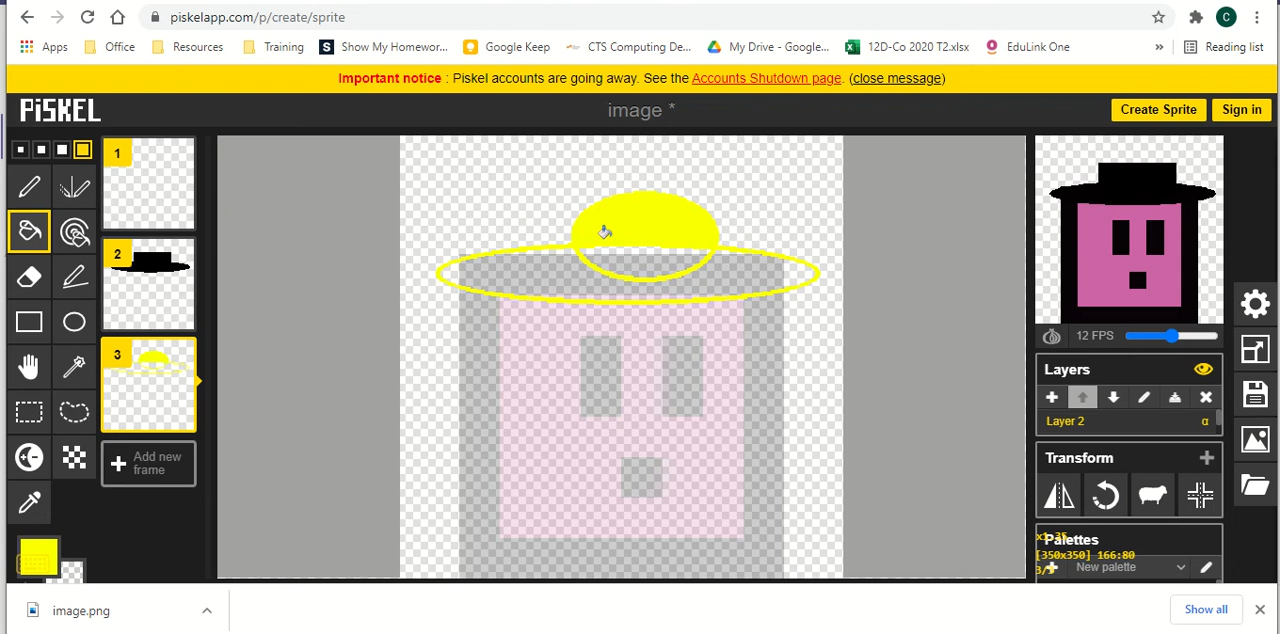 piskelapp.com/p/create/sprite
C
Apps Office Resources Training S Show My Homewor... Google Keep CTS Computing De... My Drive - Google... 12D-Co 2020 T2.xlsx EduLink One » Reading list
Important notice : Piskel accounts are going away. See the Accounts Shutdown page. (close message)
PISKEL image * Create Sprite Sign in
1
2
3
Add new
frame
12 FPS
Layers
Layer 2 α
Transform
Palettes
x1.35
[350x350] 166:80
New palette
image.png Show all